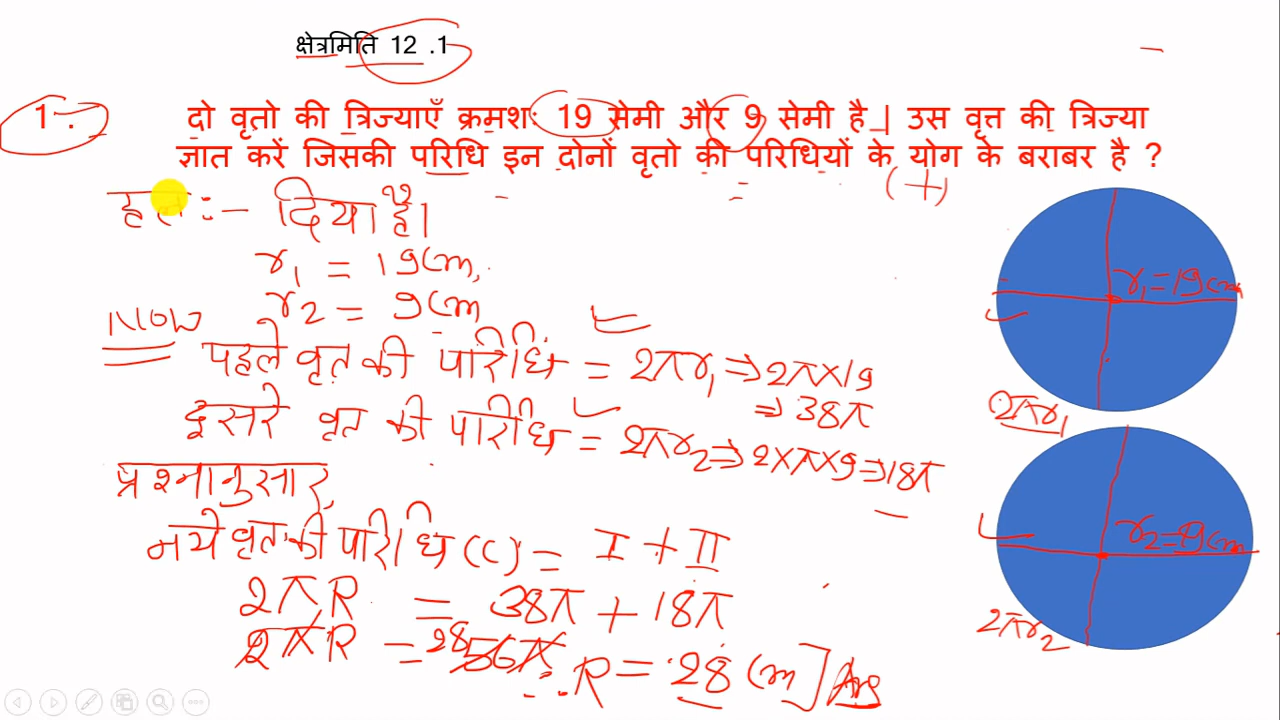 क्षेत्रमिति 12 .1
1 . दो वृतो की त्रिज्याएँ क्रमश: 19 सेमी और 9 सेमी है | उस वृत्त की त्रिज्या
ज्ञात करें जिसकी परिधि इन दोनों वृतो की परिधियों के योग के बराबर है ?
(+)
हल :- दिया है।
r₁ = 19cm,
r₂ = 9cm
Now
पहले वृत की परिधि = 2πr₁ ⇒ 2π×19
⇒ 38π
दुसरे वृत की परिधि = 2πr₂ ⇒ 2×π×9 ⇒ 18π
प्रश्नानुसार,
नये वृत की परिधि (C) = I + II
2πR = 38π + 18π
2πR = 28 56π ∴ R = 28 cm] Ans
r₁=19cm
2πr₁
r₂=9cm
2πr₂